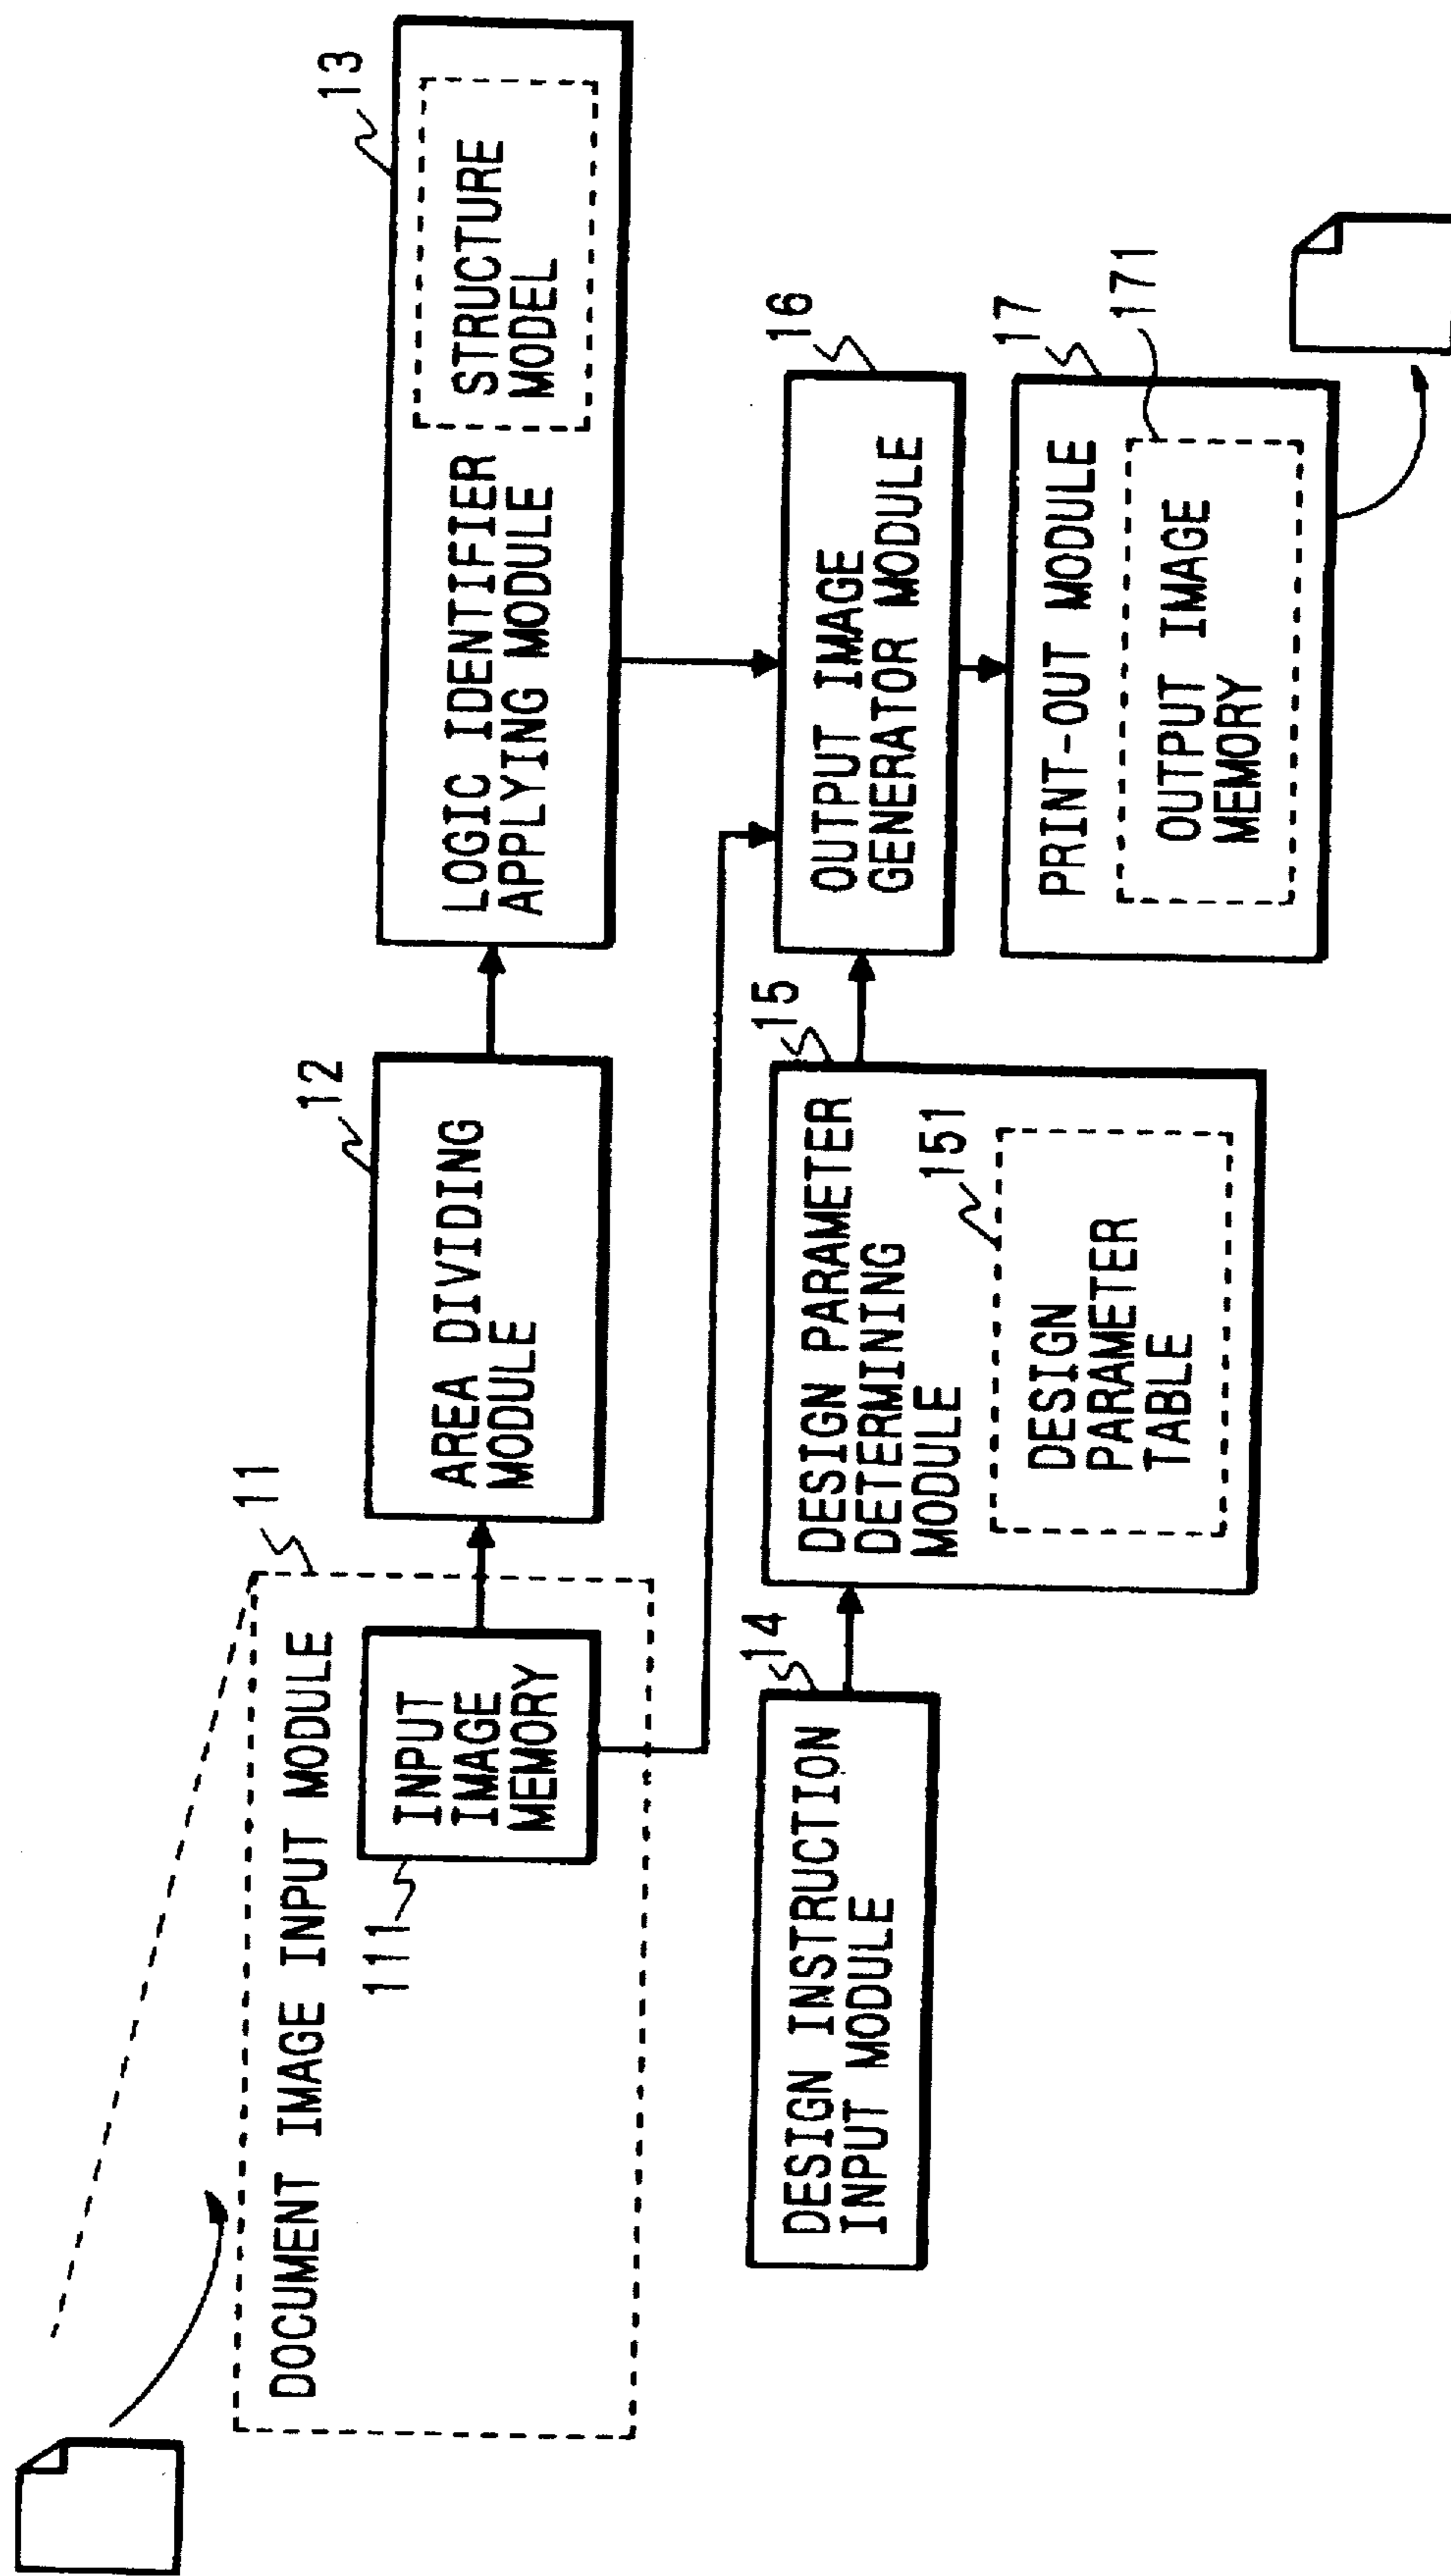 11
DOCUMENT IMAGE INPUT MODULE
111
INPUT
IMAGE
MEMORY
12
AREA DIVIDING
MODULE
13
LOGIC IDENTIFIER
APPLYING MODULE
STRUCTURE
MODEL
14
DESIGN INSTRUCTION
INPUT MODULE
15
DESIGN PARAMETER
DETERMINING
MODULE
151
DESIGN
PARAMETER
TABLE
16
OUTPUT IMAGE
GENERATOR MODULE
17
PRINT-OUT MODULE
171
OUTPUT IMAGE
MEMORY